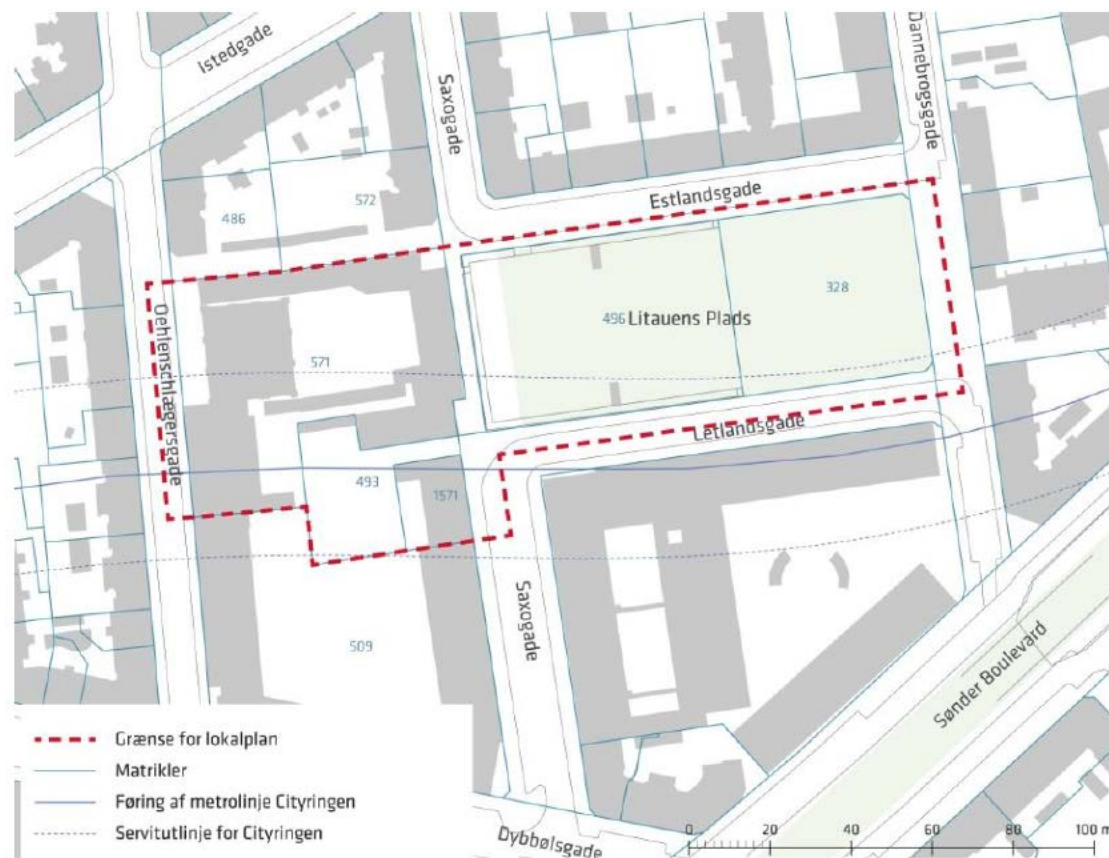 Istedgade
Saxogade
Dannebrogsgade
Estlandsgade
572
486
328
496
Litauens Plads
571
Oehlenschlægersgade
Letlandsgade
493
1571
Saxogade
509
Sønder Boulevard
Grænse for lokalplan
Matrikler
Føring af metrolinje Cityringen
Servitutlinje for Cityringen
Dybbølsgade
0 20 40 60 80 100 m